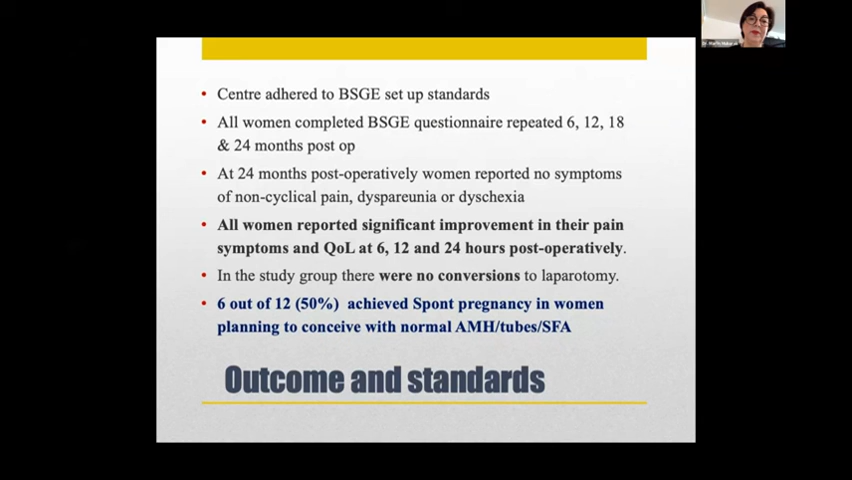 • Centre adhered to BSGE set up standards
• All women completed BSGE questionnaire repeated 6, 12, 18
& 24 months post op
• At 24 months post-operatively women reported no symptoms
of non-cyclical pain, dyspareunia or dyschexia
• All women reported significant improvement in their pain
symptoms and QoL at 6, 12 and 24 hours post-operatively.
• In the study group there were no conversions to laparotomy.
• 6 out of 12 (50%) achieved Spont pregnancy in women
planning to conceive with normal AMH/tubes/SFA
Outcome and standards